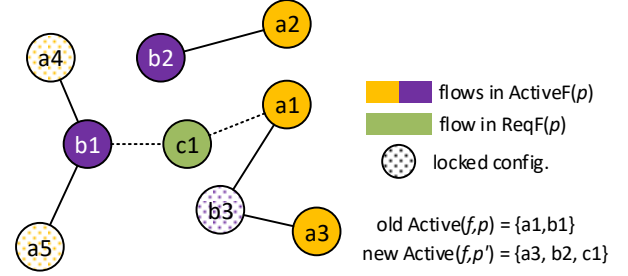 a2
a4
b2
a1
b1
c1
b3
a3
a5
flows in ActiveF(p)
flow in ReqF(p)
locked config.
old Active(f,p) = {a1,b1}
new Active(f,p') = {a3, b2, c1}